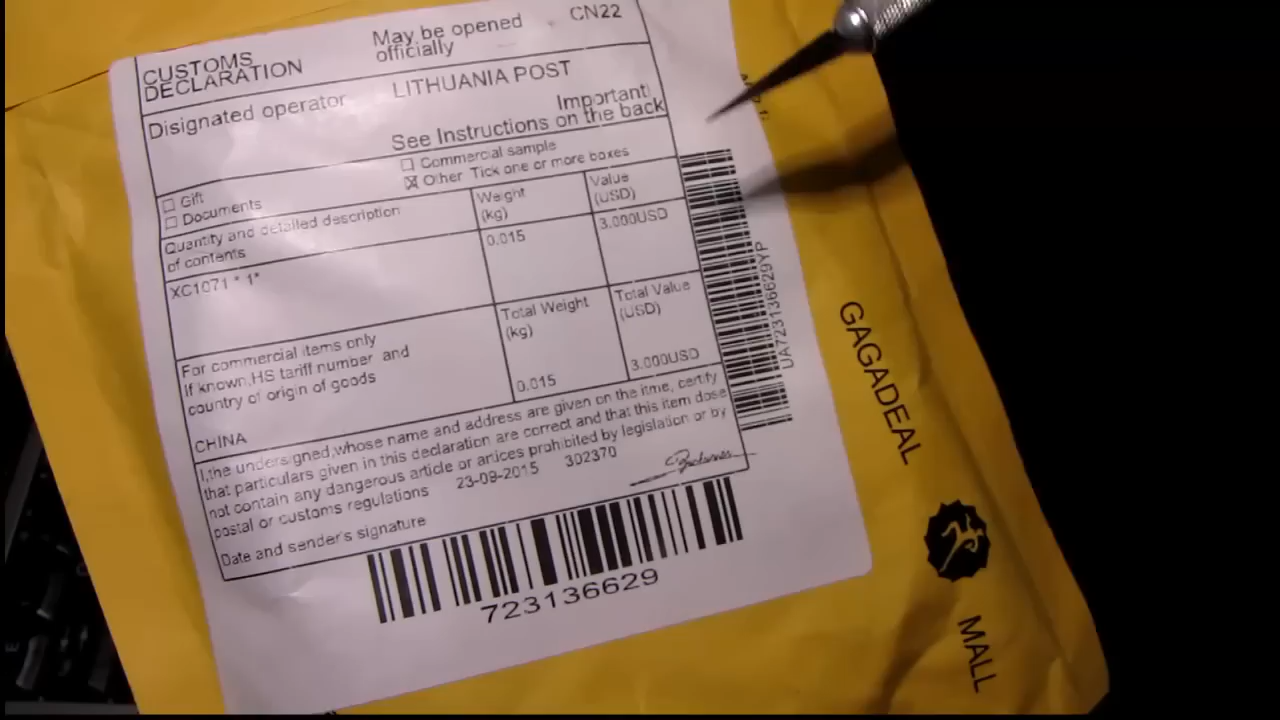 CUSTOMS
DECLARATION
May be opened
officially
CN22
Disignated operator
LITHUANIA POST
Important!
See Instructions on the back
Gift
Documents
Commercial sample
Other Tick one or more boxes
Quantity and detailed description
of contents
Weight
(kg)
Value
(USD)
XC1071 * 1*
0.015
3.000USD
For commercial items only
If known,HS tariff number and
country of origin of goods
CHINA
Total Weight
(kg)
0.015
Total Value
(USD)
3.000USD
I,the undersigned,whose name and address are given on the itme, certify
that particulars given in this declaration are correct and that this item dose
not contain any dangerous article or artices prohibited by legislation or by
postal or customs regulations 23-09-2015 302370
Date and sender's signature
723136629
UA723136629YP
GAGADEAL
MALL